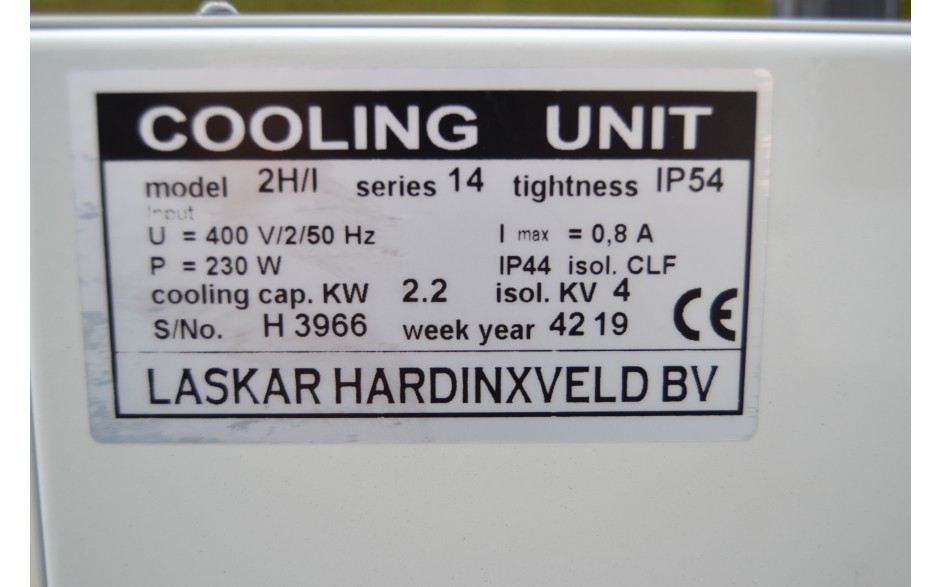 COOLING UNIT
model 2H/I series 14 tightness IP54
Input
U = 400 V/2/50 Hz I max = 0,8 A
P = 230 W IP44 isol. CLF
cooling cap. KW 2.2 isol. KV 4
S/No. H 3966 week year 42 19 CE
LASKAR HARDINXVELD BV